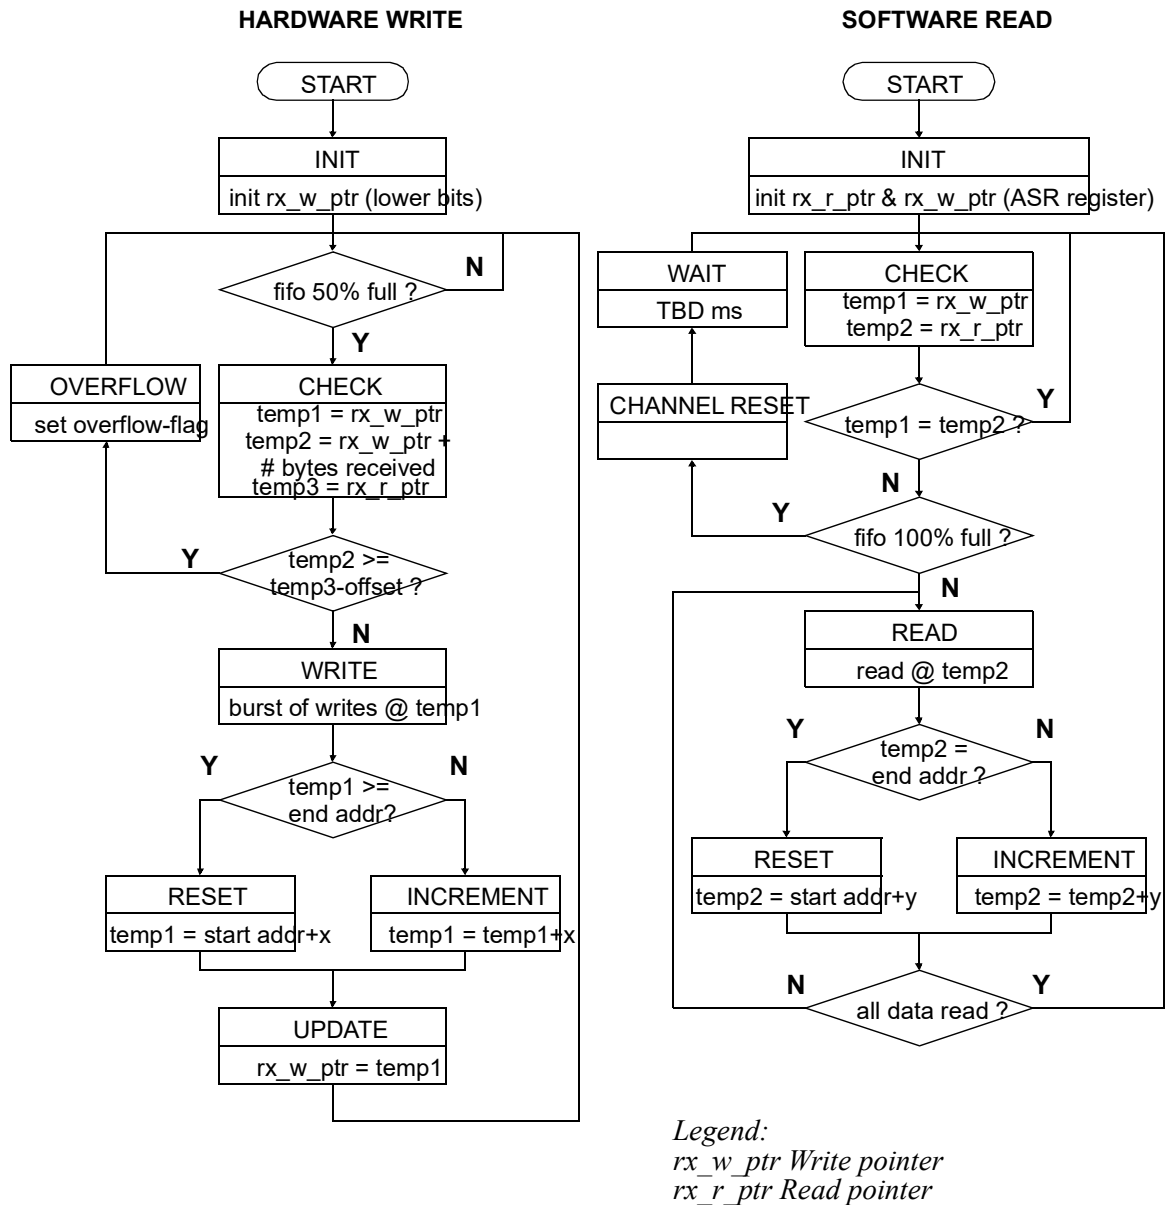 HARDWARE WRITE
START
INIT
init rx_w_ptr (lower bits)
fifo 50% full ?
N
Y
OVERFLOW
set overflow-flag
CHECK
temp1 = rx_w_ptr
temp2 = rx_w_ptr +
# bytes received
temp3 = rx_r_ptr
Y
temp2 >=
temp3-offset ?
N
WRITE
burst of writes @ temp1
Y
temp1 >=
end addr?
N
RESET
temp1 = start addr+x
INCREMENT
temp1 = temp1+x
UPDATE
rx_w_ptr = temp1
SOFTWARE READ
START
INIT
init rx_r_ptr & rx_w_ptr (ASR register)
WAIT
TBD ms
CHECK
temp1 = rx_w_ptr
temp2 = rx_r_ptr
CHANNEL RESET
temp1 = temp2 ?
Y
N
Y
fifo 100% full ?
N
READ
read @ temp2
Y
temp2 =
end addr ?
N
RESET
temp2 = start addr+y
INCREMENT
temp2 = temp2+y
N
all data read ?
Y
Legend:
rx_w_ptr Write pointer
rx_r_ptr Read pointer